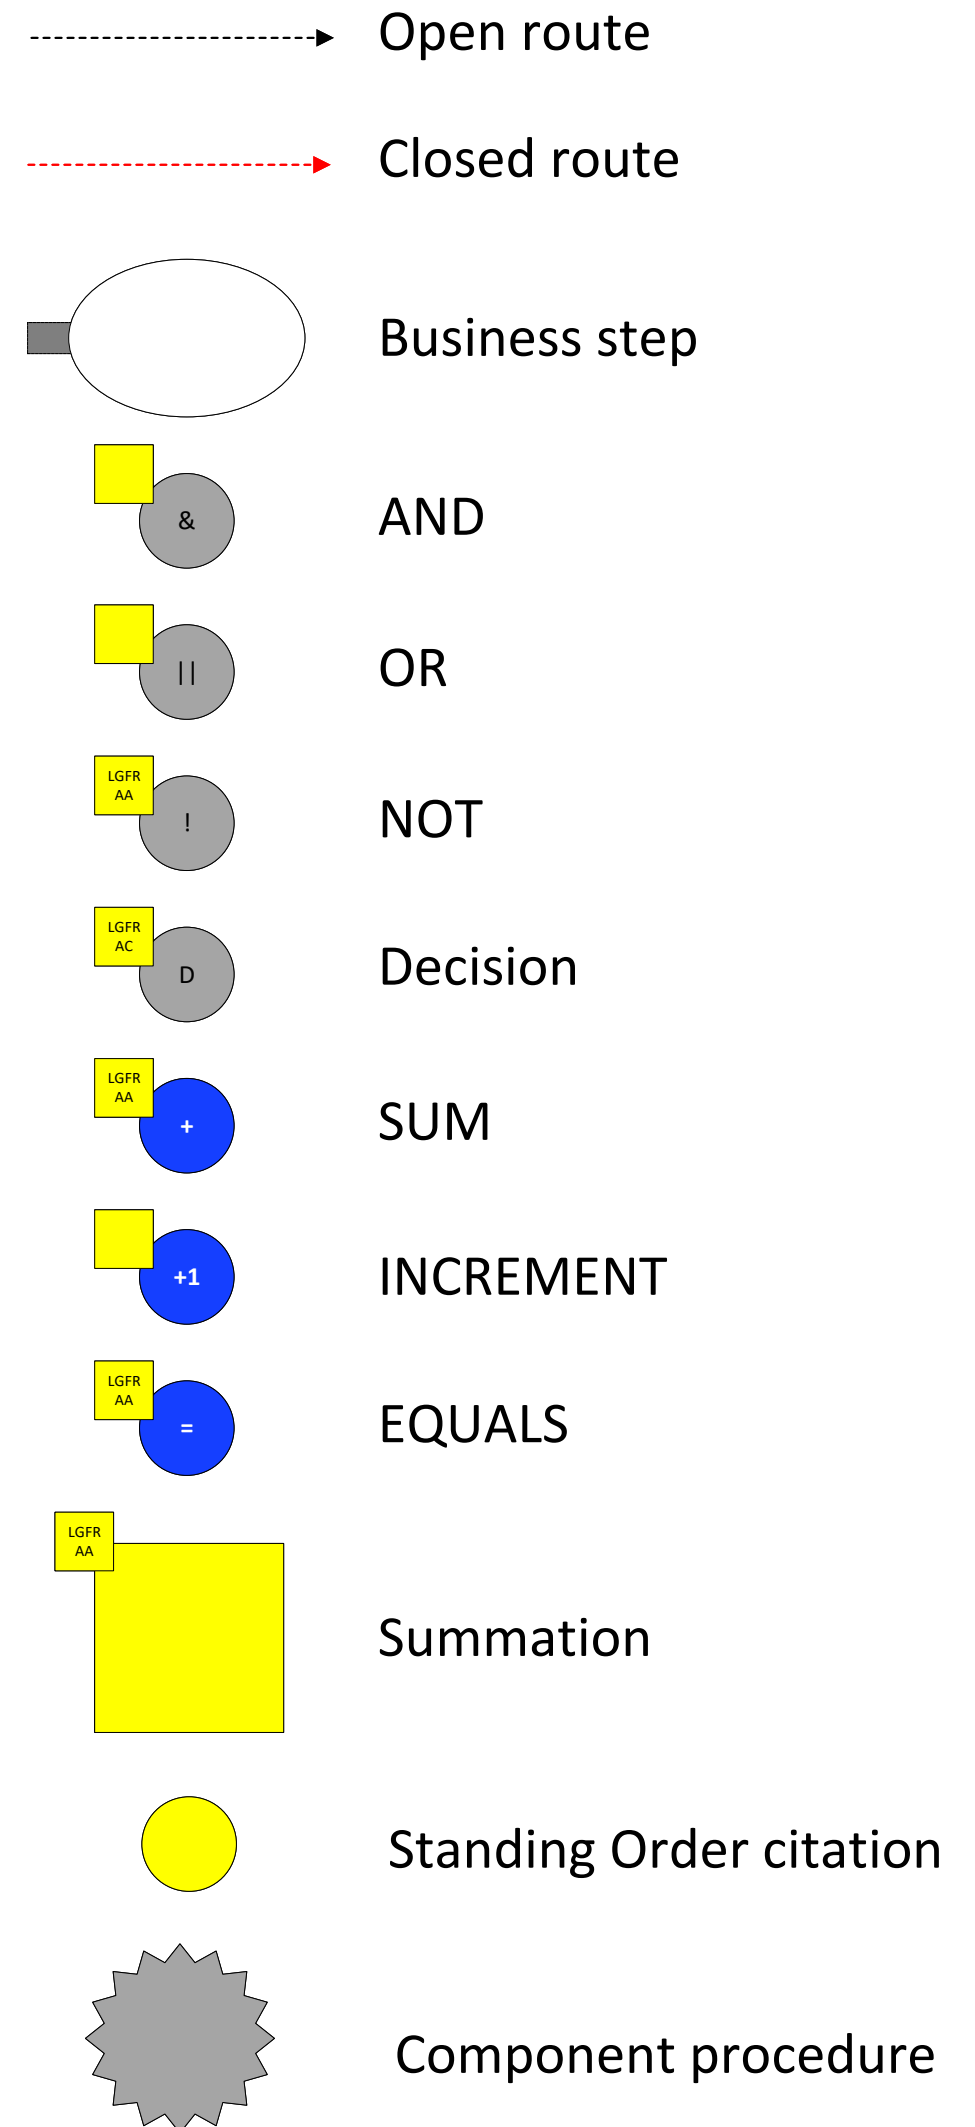 Open route
Closed route
Business step
&
AND
||
OR
LGFR
AA
!
NOT
LGFR
AC
D
Decision
LGFR
AA
+
SUM
+1
INCREMENT
LGFR
AA
=
EQUALS
LGFR
AA
Summation
Standing Order citation
Component procedure